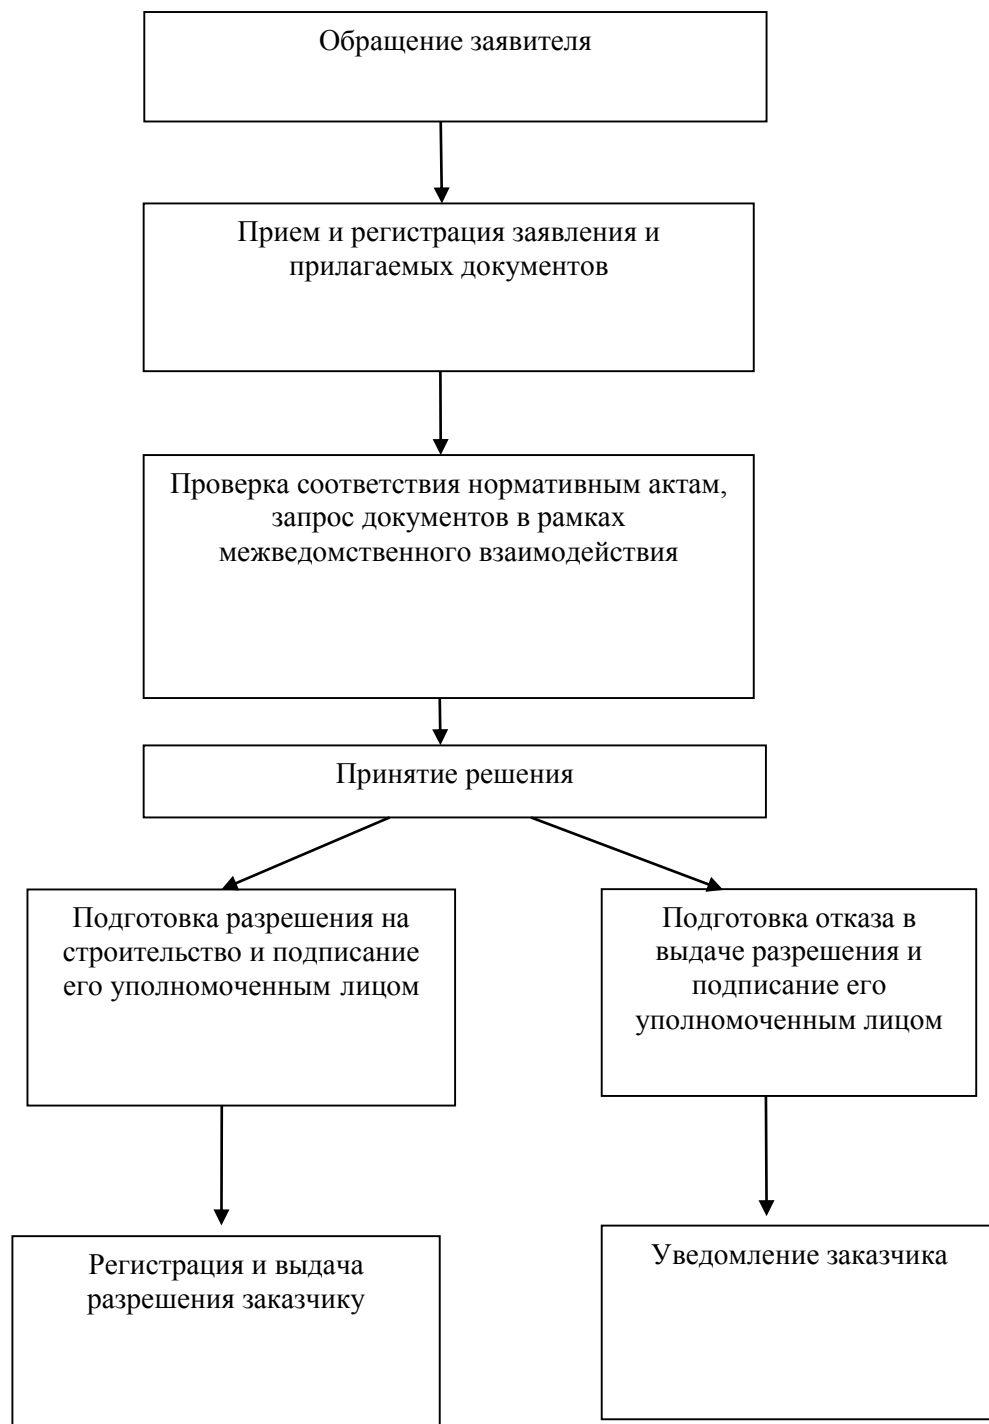 Обращение заявителя
Прием и регистрация заявления и
прилагаемых документов
Проверка соответствия нормативным актам,
запрос документов в рамках
межведомственного взаимодействия
Принятие решения
Подготовка разрешения на
строительство и подписание
его уполномоченным лицом
Подготовка отказа в
выдаче разрешения и
подписание его
уполномоченным лицом
Регистрация и выдача
разрешения заказчику
Уведомление заказчика